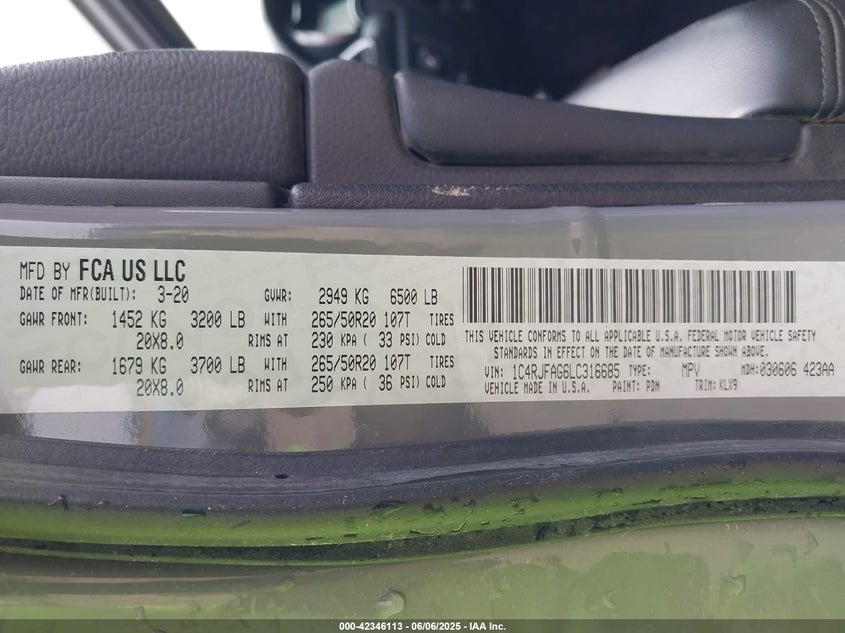 MFD BY FCA US LLC
DATE OF MFR(BUILT): 3-20 GVWR: 2949 KG 6500 LB
GAWR FRONT: 1452 KG 3200 LB WITH 265/50R20 107T TIRES
20X8.0 RIMS AT 230 KPA ( 33 PSI) COLD
GAWR REAR: 1679 KG 3700 LB WITH 265/50R20 107T TIRES
20X8.0 RIMS AT 250 KPA ( 36 PSI) COLD
THIS VEHICLE CONFORMS TO ALL APPLICABLE U.S.A. FEDERAL MOTOR VEHICLE SAFETY
STANDARDS IN EFFECT ON THE DATE OF MANUFACTURE SHOWN ABOVE.
VIN: 1C4RJFAG6LC316685 TYPE: MPV MDH: 030606 423AA
VEHICLE MADE IN U.S.A. PAINT: PDN TRIM: KLX9
000-42346113 - 06/06/2025 - IAA Inc.